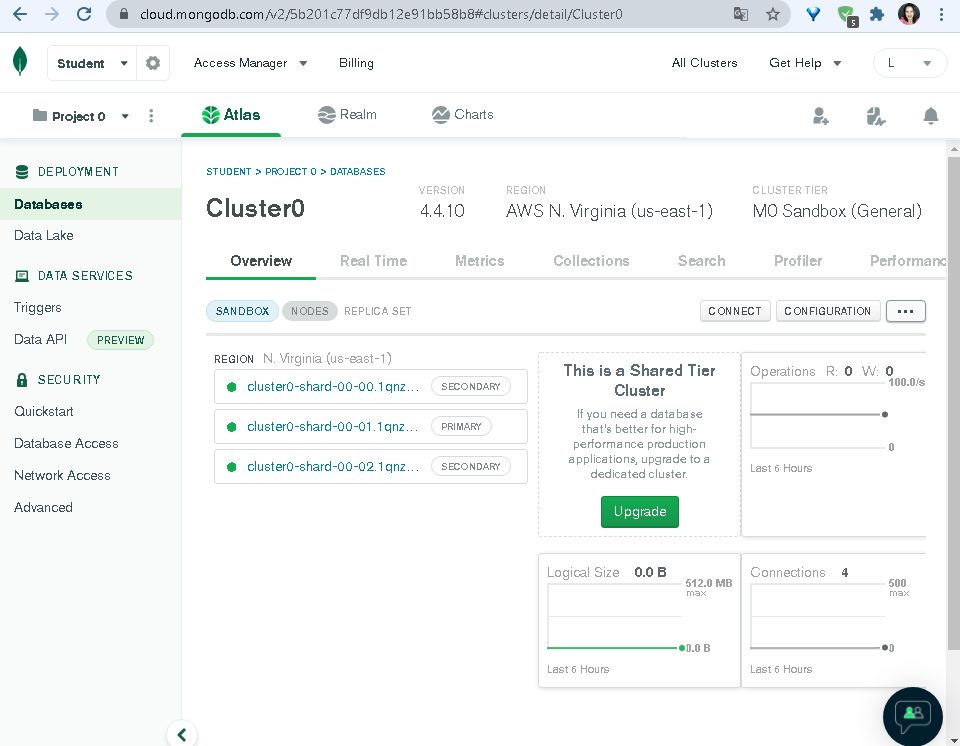 cloud.mongodb.com/v2/5b201c77df9db12e91bb58b8#clusters/detail/Cluster0
5
Student
Access Manager
Billing
All Clusters
Get Help
L
Project 0
Atlas
Realm
Charts
DEPLOYMENT
Databases
Data Lake
DATA SERVICES
Triggers
Data API PREVIEW
SECURITY
Quickstart
Database Access
Network Access
Advanced
STUDENT > PROJECT 0 > DATABASES
Cluster0
VERSION
4.4.10
REGION
AWS N. Virginia (us-east-1)
CLUSTER TIER
M0 Sandbox (General)
Overview
Real Time
Metrics
Collections
Search
Profiler
Performanc
SANDBOX
NODES
REPLICA SET
CONNECT
CONFIGURATION
...
REGION N. Virginia (us-east-1)
cluster0-shard-00-00.1qnz... SECONDARY
cluster0-shard-00-01.1qnz... PRIMARY
cluster0-shard-00-02.1qnz... SECONDARY
This is a Shared Tier
Cluster
If you need a database
that's better for high-
performance production
applications, upgrade to a
dedicated cluster.
Upgrade
Operations R: 0 W: 0
100.0/s
0
Last 6 Hours
Logical Size 0.0 B
512.0 MB
max
0.0 B
Last 6 Hours
Connections 4
500
max
0
Last 6 Hours